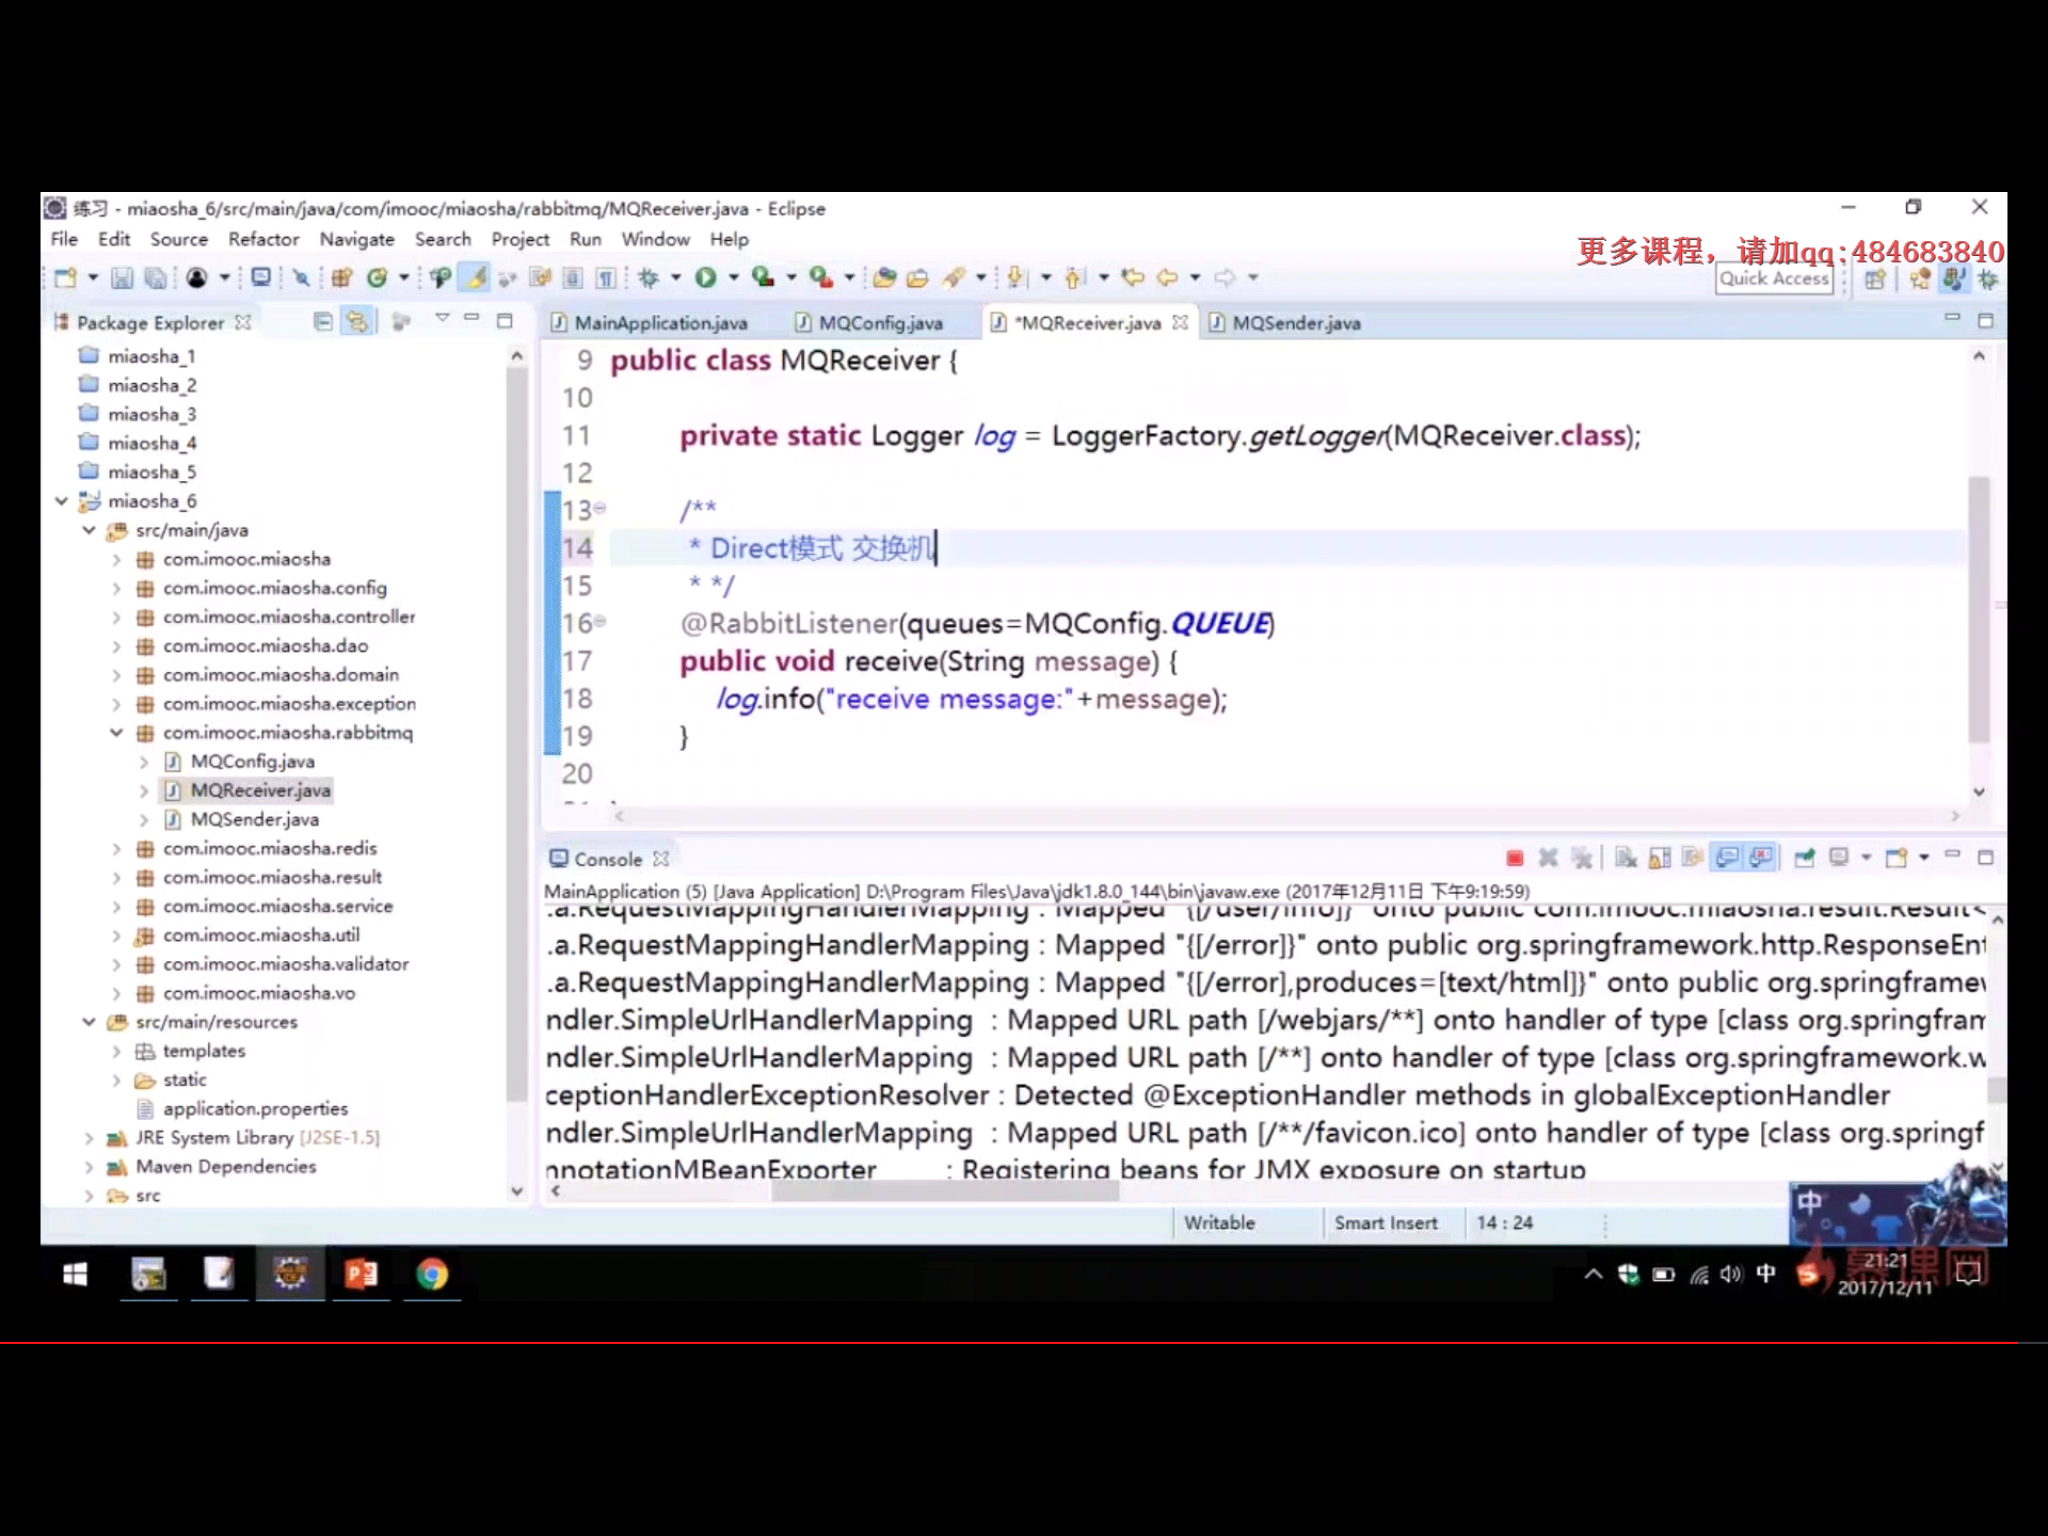 练习 - miaosha_6/src/main/java/com/imooc/miaosha/rabbitmq/MQReceiver.java - Eclipse
File Edit Source Refactor Navigate Search Project Run Window Help
更多课程，请加qq:484683840
Quick Access
Package Explorer
miaosha_1
miaosha_2
miaosha_3
miaosha_4
miaosha_5
miaosha_6
src/main/java
com.imooc.miaosha
com.imooc.miaosha.config
com.imooc.miaosha.controller
com.imooc.miaosha.dao
com.imooc.miaosha.domain
com.imooc.miaosha.exception
com.imooc.miaosha.rabbitmq
MQConfig.java
MQReceiver.java
MQSender.java
com.imooc.miaosha.redis
com.imooc.miaosha.result
com.imooc.miaosha.service
com.imooc.miaosha.util
com.imooc.miaosha.validator
com.imooc.miaosha.vo
src/main/resources
templates
static
application.properties
JRE System Library [J2SE-1.5]
Maven Dependencies
src
MainApplication.java MQConfig.java *MQReceiver.java MQSender.java
9 public class MQReceiver {
10
11 private static Logger log = LoggerFactory.getLogger(MQReceiver.class);
12
13 /**
14 * Direct模式 交换机
15 * */
16 @RabbitListener(queues=MQConfig.QUEUE)
17 public void receive(String message) {
18 log.info("receive message:"+message);
19 }
20
Console
MainApplication (5) [Java Application] D:\Program Files\Java\jdk1.8.0_144\bin\javaw.exe (2017年12月11日 下午9:19:59)
.a.RequestMappingHandlerMapping : Mapped "{[/user/info]}" onto public com.imooc.miaosha.result.Result<
.a.RequestMappingHandlerMapping : Mapped "{[/error]}" onto public org.springframework.http.ResponseEnt
.a.RequestMappingHandlerMapping : Mapped "{[/error],produces=[text/html]}" onto public org.springframew
ndler.SimpleUrlHandlerMapping : Mapped URL path [/webjars/**] onto handler of type [class org.springfram
ndler.SimpleUrlHandlerMapping : Mapped URL path [/**] onto handler of type [class org.springframework.w
ceptionHandlerExceptionResolver : Detected @ExceptionHandler methods in globalExceptionHandler
ndler.SimpleUrlHandlerMapping : Mapped URL path [/**/favicon.ico] onto handler of type [class org.springf
nnotationMBeanExporter : Registering beans for JMX exposure on startup
Writable Smart Insert 14 : 24
中
中
慕课网
21:21
2017/12/11